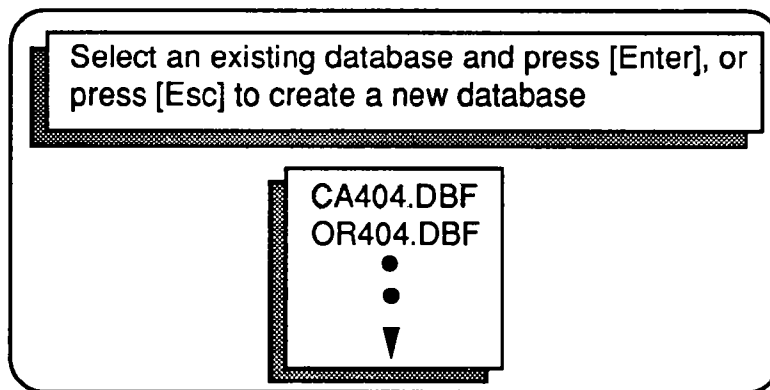 Select an existing database and press [Enter], or
press [Esc] to create a new database
CA404.DBF
OR404.DBF